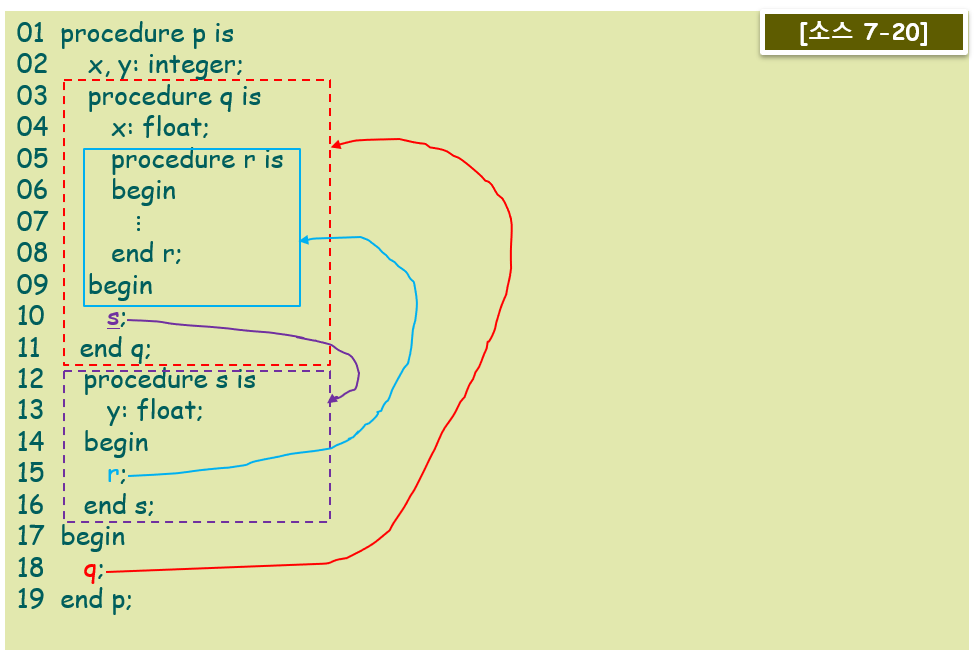 [소스 7-20]
01 procedure p is
02 x, y: integer;
03 procedure q is
04 x: float;
05 procedure r is
06 begin
07 ⋮
08 end r;
09 begin
10 s;
11 end q;
12 procedure s is
13 y: float;
14 begin
15 r;
16 end s;
17 begin
18 q;
19 end p;